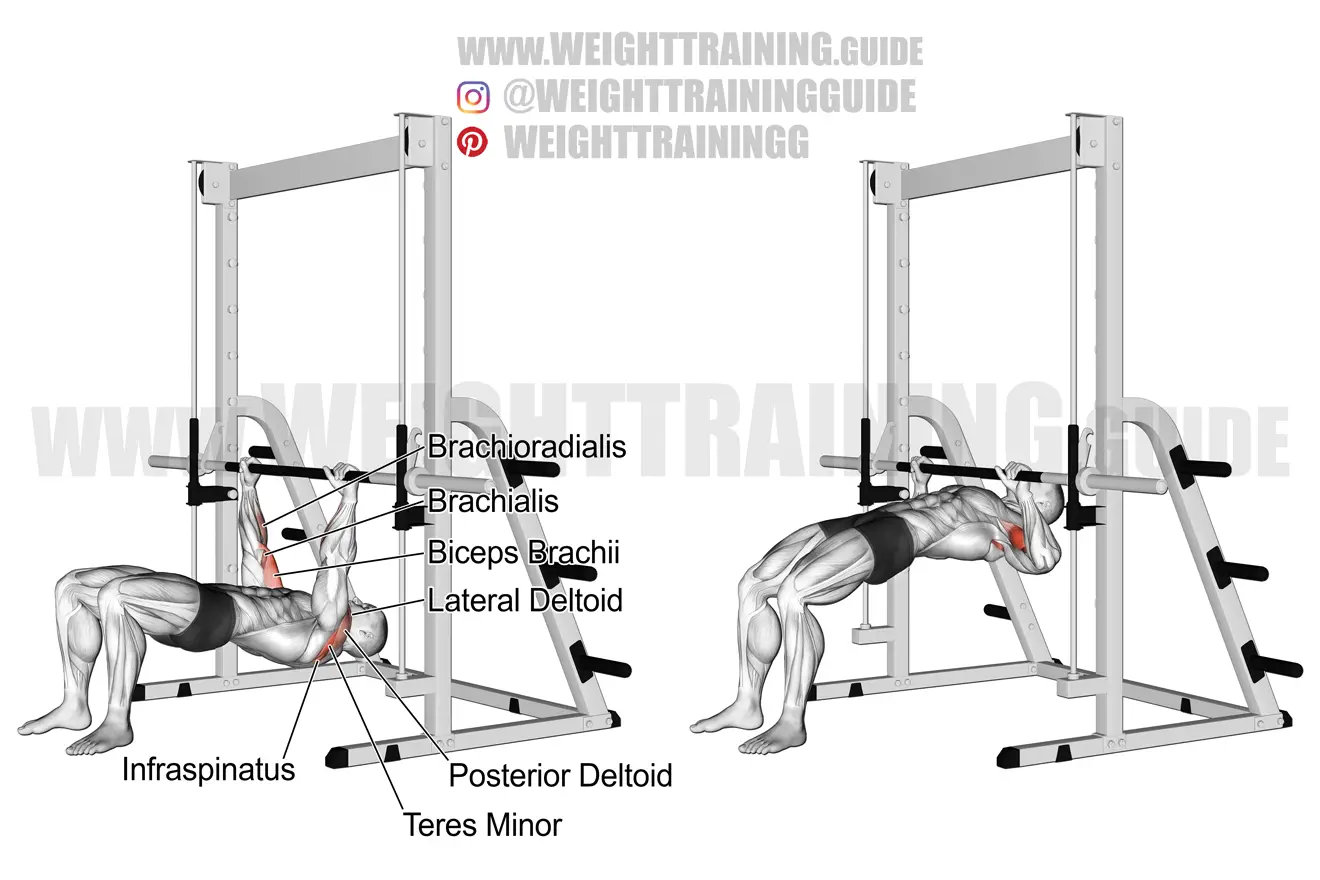 WWW.WEIGHTTRAINING.GUIDE
@WEIGHTTRAININGGUIDE
WEIGHTTRAININGG
WWW.WEIGHTTRAINING.GUIDE
Brachioradialis
Brachialis
Biceps Brachii
Lateral Deltoid
Infraspinatus
Posterior Deltoid
Teres Minor